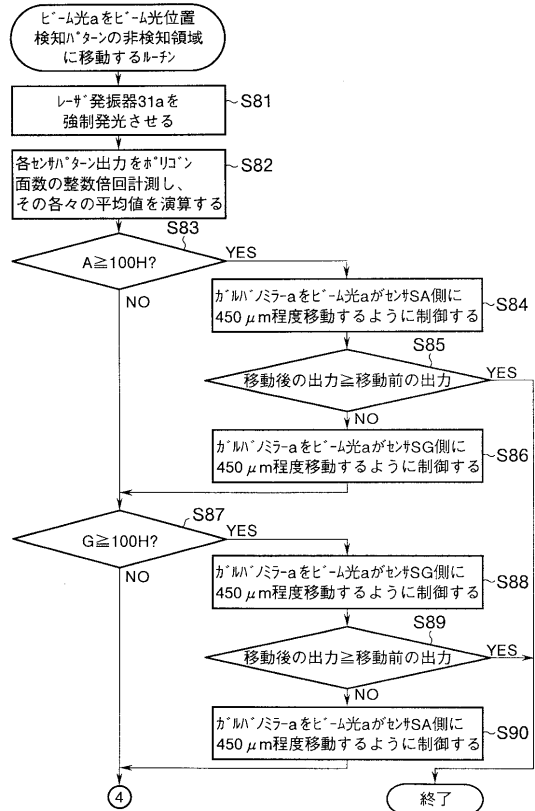 ビーム光aをビーム光位置
検知パターンの非検知領域
に移動するルーチン
レーザ発振器31aを
強制発光させる
S81
各センサパターン出力をポリゴン
面数の整数倍回計測し、
その各々の平均値を演算する
S82
A≧100H?
S83
YES
NO
ガルバノミラーaをビーム光aがセンサSA側に
450μm程度移動するように制御する
S84
移動後の出力≧移動前の出力
S85
YES
NO
ガルバノミラーaをビーム光aがセンサSG側に
450μm程度移動するように制御する
S86
G≧100H?
S87
YES
NO
ガルバノミラーaをビーム光aがセンサSG側に
450μm程度移動するように制御する
S88
移動後の出力≧移動前の出力
S89
YES
NO
ガルバノミラーaをビーム光aがセンサSA側に
450μm程度移動するように制御する
S90
④
終了